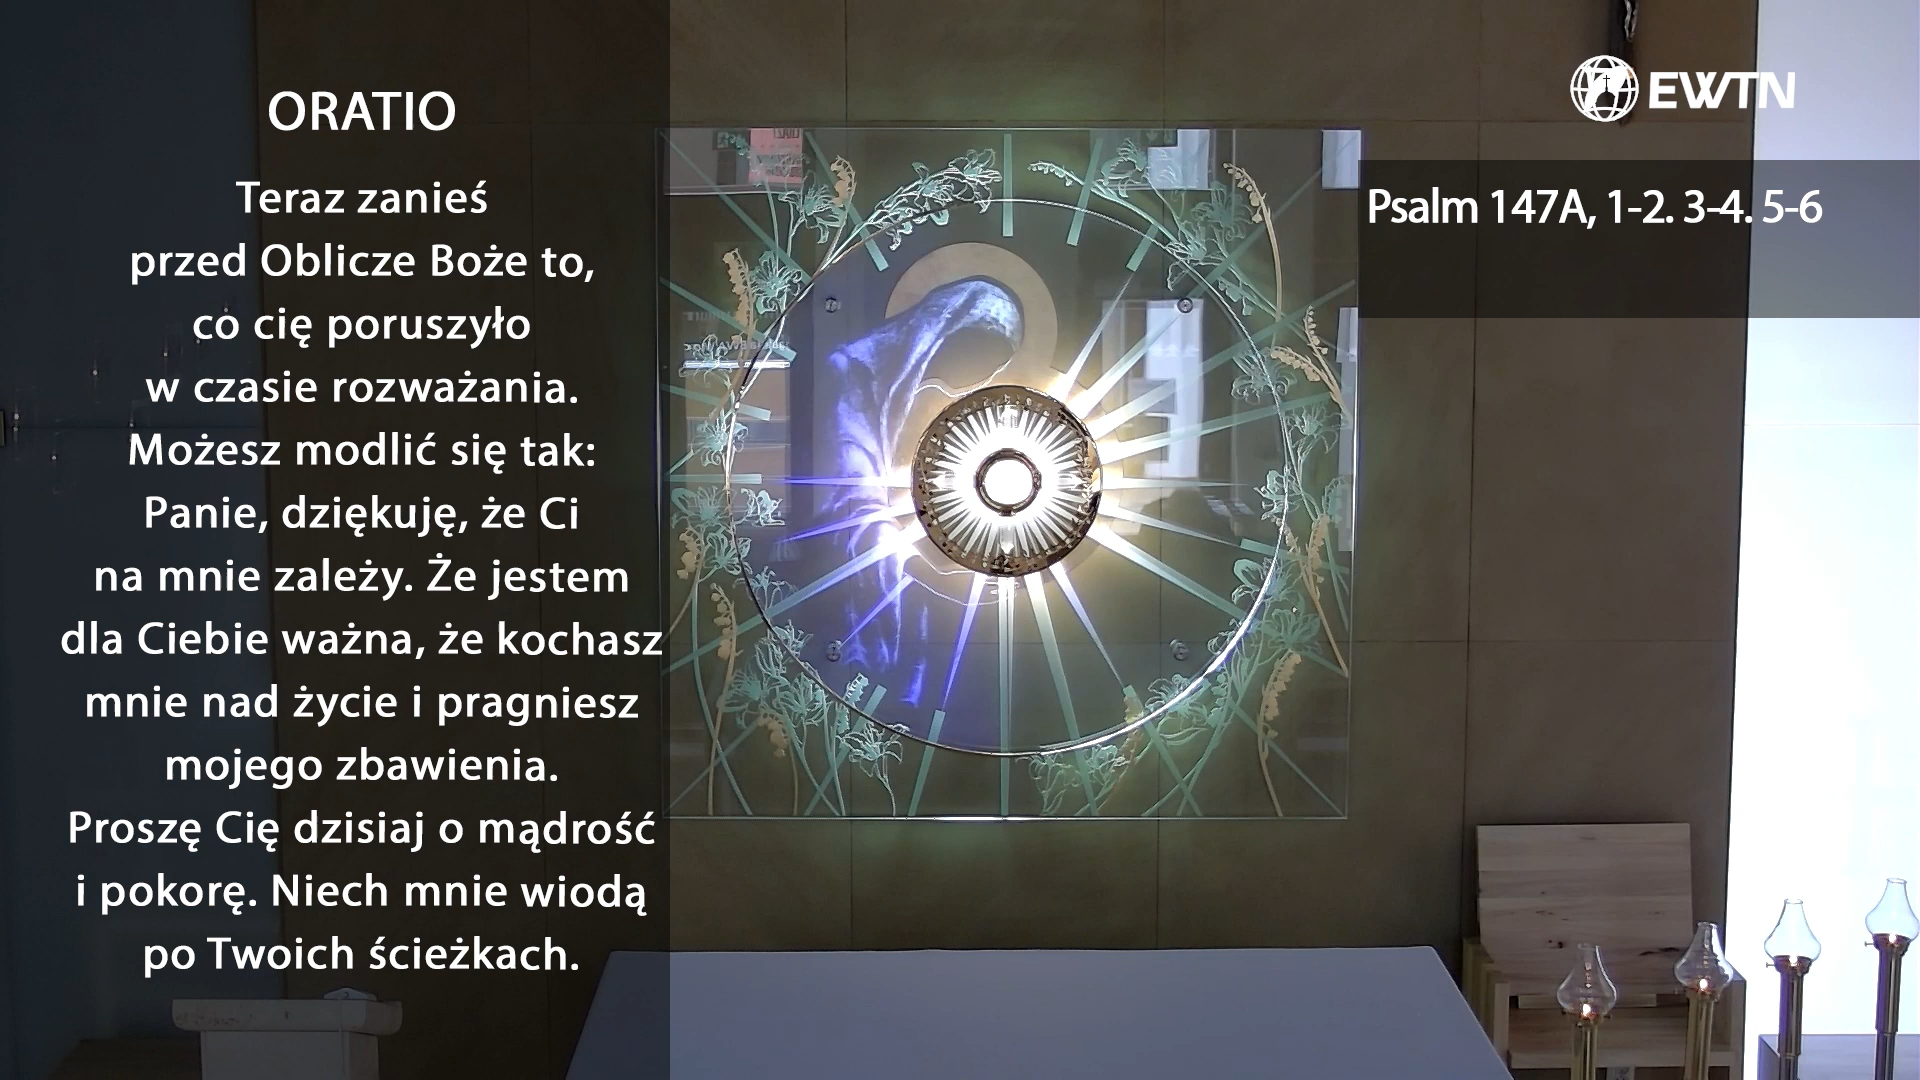 ORATIO
Teraz zanieś
przed Oblicze Boże to,
co cię poruszyło
w czasie rozważania.
Możesz modlić się tak:
Panie, dziękuję, że Ci
na mnie zależy. Że jestem
dla Ciebie ważna, że kochasz
mnie nad życie i pragniesz
mojego zbawienia.
Proszę Cię dzisiaj o mądrość
i pokorę. Niech mnie wiodą
po Twoich ścieżkach.
EWTN
Psalm 147A, 1-2. 3-4. 5-6